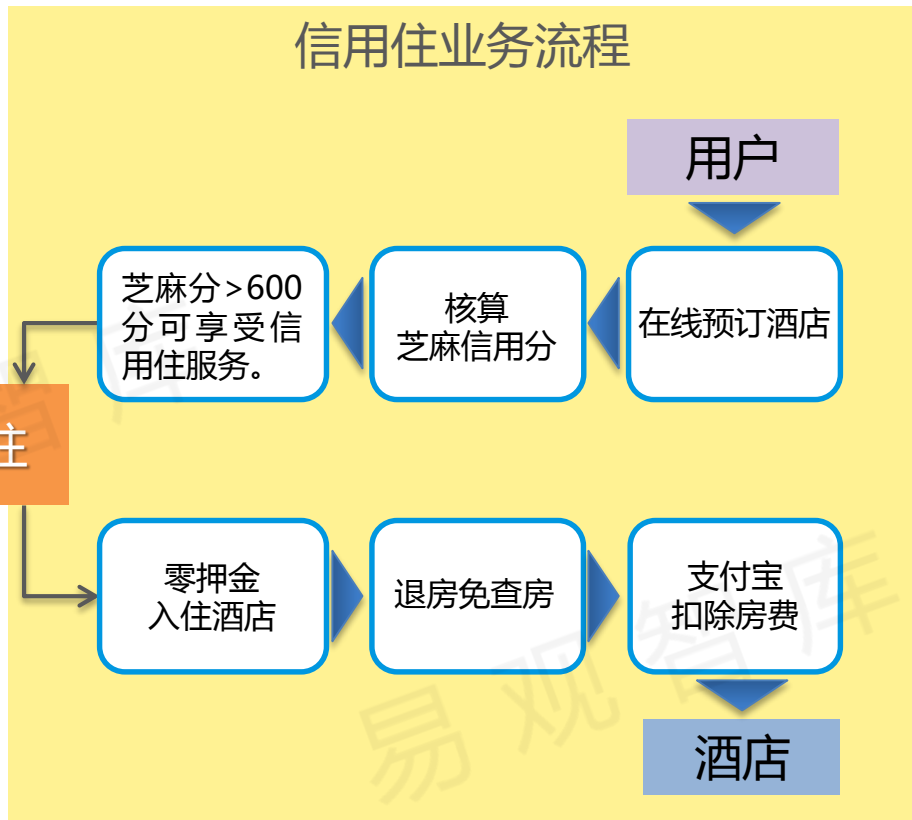 信用住业务流程
用户
在线预订酒店
核算
芝麻信用分
芝麻分>600
分可享受信
用住服务。
住
零押金
入住酒店
退房免查房
支付宝
扣除房费
酒店
易观智库
智库